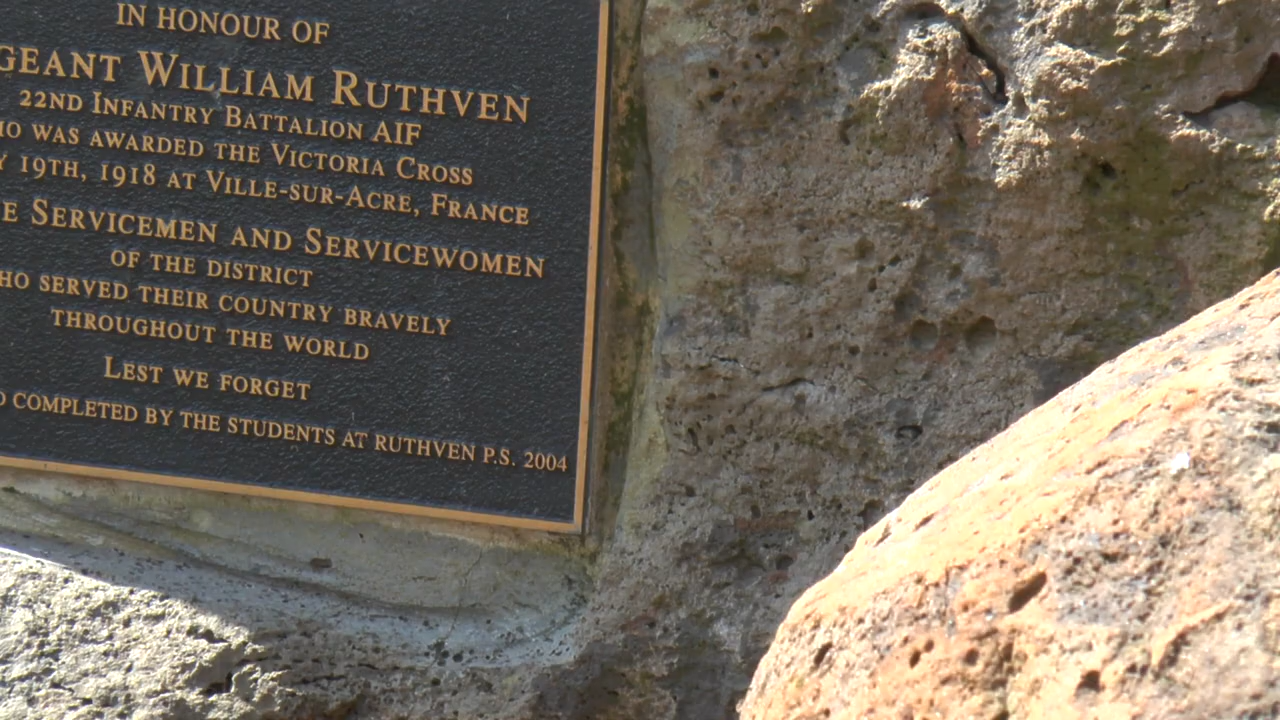 IN HONOUR OF
GEANT WILLIAM RUTHVEN
22ND INFANTRY BATTALION AIF
HO WAS AWARDED THE VICTORIA CROSS
Y 19TH, 1918 AT VILLE-SUR-ACRE, FRANCE
E SERVICEMEN AND SERVICEWOMEN
OF THE DISTRICT
HO SERVED THEIR COUNTRY BRAVELY
THROUGHOUT THE WORLD
LEST WE FORGET
D COMPLETED BY THE STUDENTS AT RUTHVEN P.S. 2004